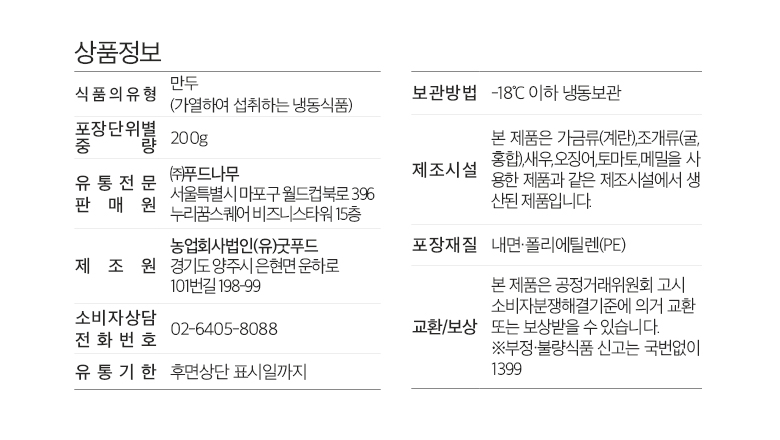 상품정보
식품의유형 만두
(가열하여 섭취하는 냉동식품)
포장단위별
중 량 200g
유통전문
판매원
㈜푸드나무
서울특별시 마포구 월드컵북로 396
누리꿈스퀘어 비즈니스타워 15층
제 조 원
농업회사법인(유)굿푸드
경기도 양주시 은현면 운하로
101번길 198-99
소비자상담
전화번호
02-6405-8088
유통기한 후면상단 표시일까지
보관방법 -18℃ 이하 냉동보관
제조시설
본 제품은 가금류(계란),조개류(굴,
홍합),새우,오징어,토마토,메밀을 사
용한 제품과 같은 제조시설에서 생
산된 제품입니다.
포장재질 내면·폴리에틸렌(PE)
교환/보상
본 제품은 공정거래위원회 고시
소비자분쟁해결기준에 의거 교환
또는 보상받을 수 있습니다.
※부정·불량식품 신고는 국번없이
1399